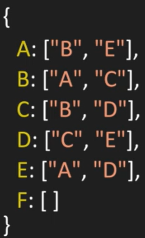 {
A: ["B", "E"],
B: ["A", "C"],
C: ["B", "D"],
D: ["C", "E"],
E: ["A", "D"],
F: [ ]
}